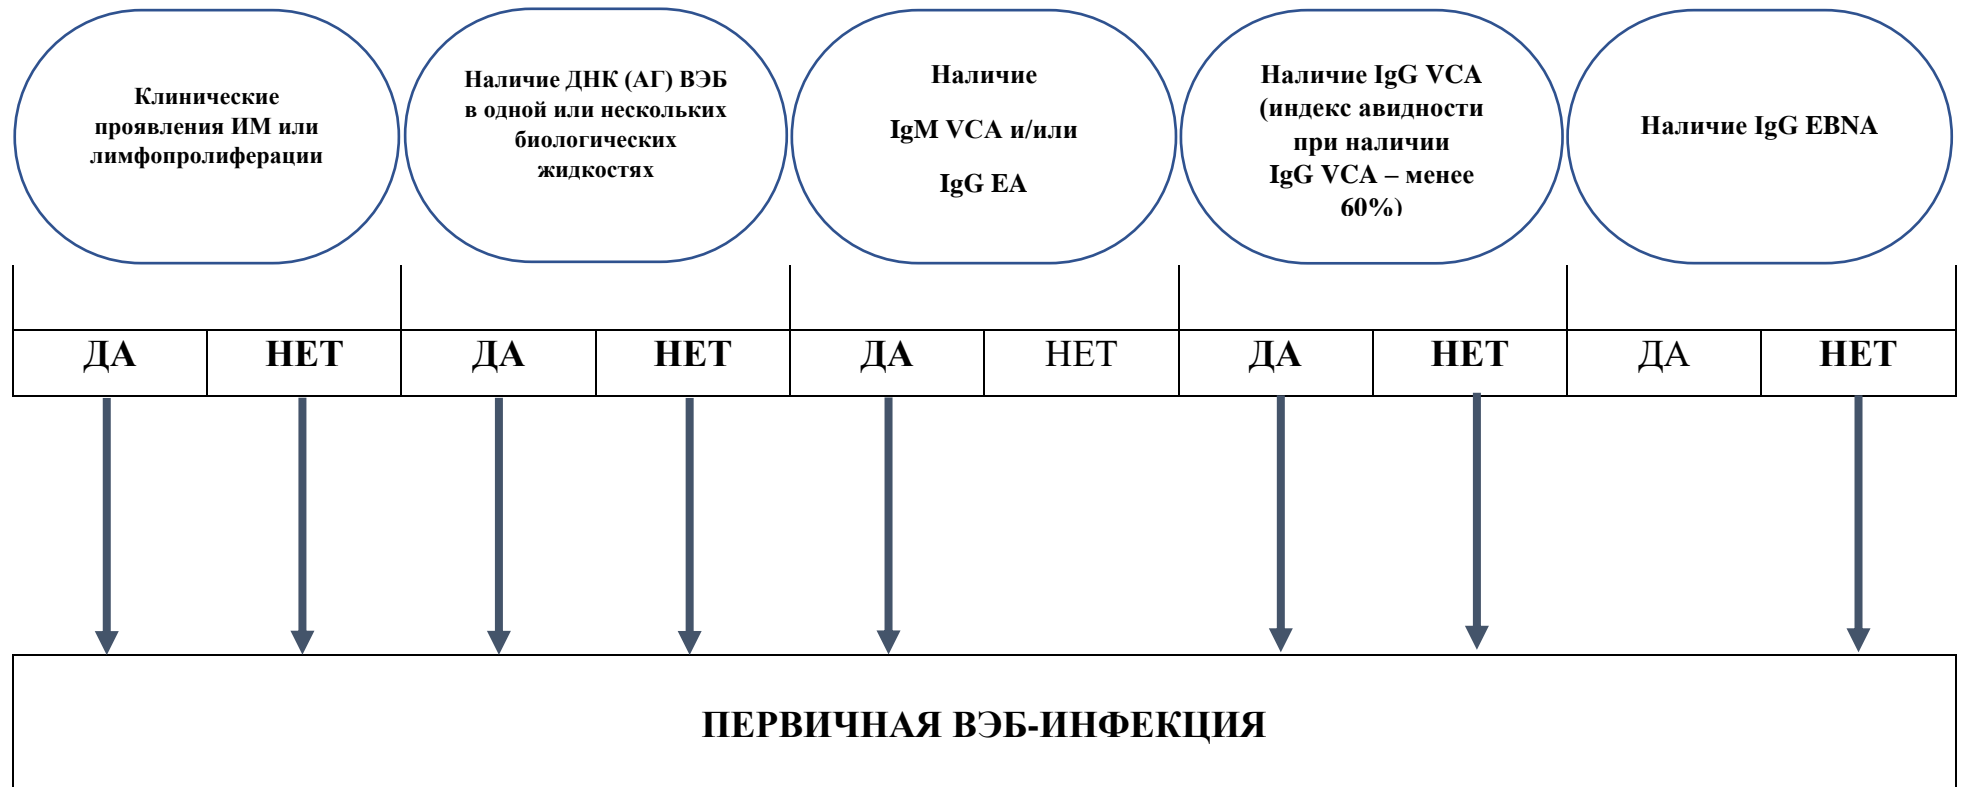 Клинические
проявления ИМ или
лимфопролиферации
Наличие ДНК (АГ) ВЭБ
в одной или нескольких
биологических
жидкостях
Наличие
IgM VCA и/или
IgG EA
Наличие IgG VCA
(индекс авидности
при наличии
IgG VCA – менее
60%)
Наличие IgG EBNA
ДА НЕТ ДА НЕТ ДА НЕТ ДА НЕТ ДА НЕТ
ПЕРВИЧНАЯ ВЭБ-ИНФЕКЦИЯ